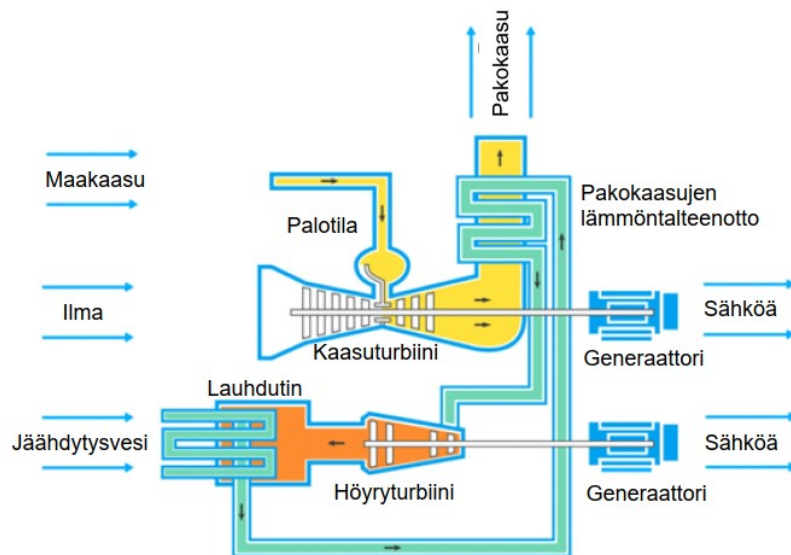 Pakokaasu
Maakaasu
Palotila
Pakokaasujen
lämmöntalteenotto
Ilma
Kaasuturbiini
Generaattori
Sähköä
Lauhdutin
Jäähdytysvesi
Höyryturbiini
Generaattori
Sähköä